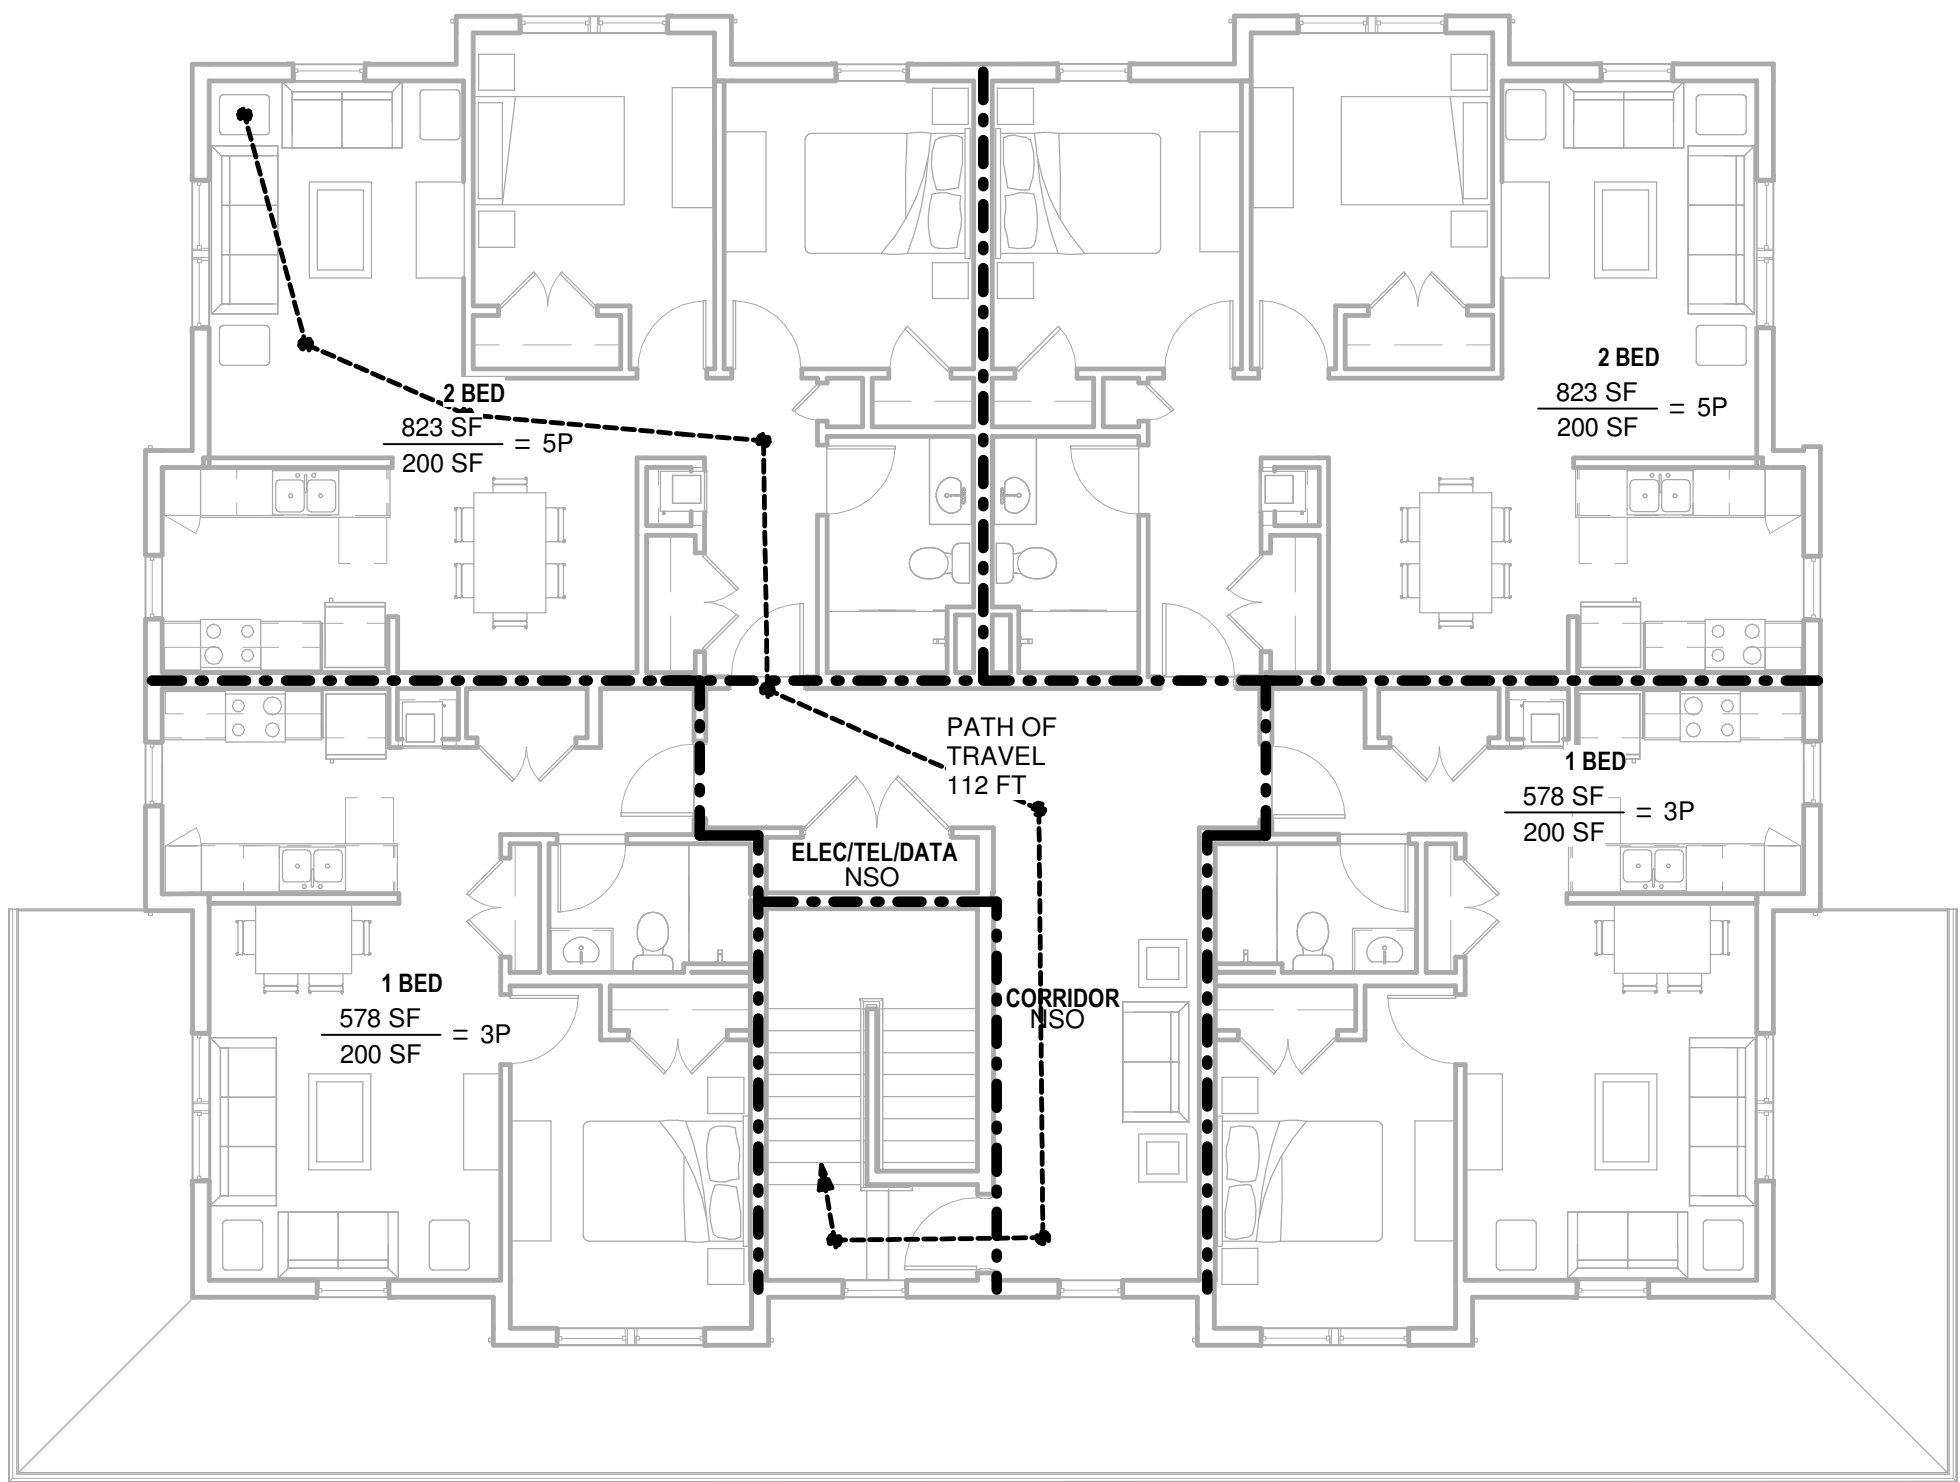 2 BED
823 SF
200 SF
= 5P
2 BED
823 SF
200 SF
= 5P
PATH OF
TRAVEL
112 FT
1 BED
578 SF
200 SF
= 3P
ELEC/TEL/DATA
NSO
1 BED
578 SF
200 SF
= 3P
CORRIDOR
NSO